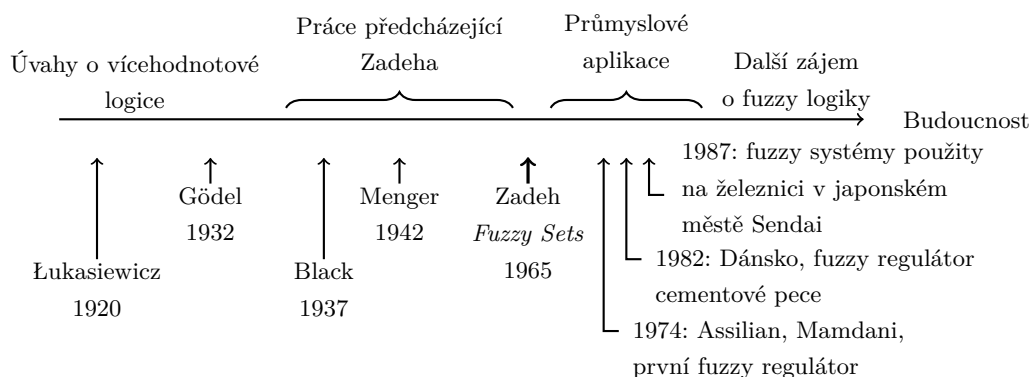 Úvahy o vícehodnotové
logice
Práce předcházející
Zadeha
Průmyslové
aplikace
Další zájem
o fuzzy logiky
Budoucnost
Łukasiewicz
1920
Gödel
1932
Black
1937
Menger
1942
Zadeh
Fuzzy Sets
1965
1987: fuzzy systémy použity
na železnici v japonském
městě Sendai
1982: Dánsko, fuzzy regulátor
cementové pece
1974: Assilian, Mamdani,
první fuzzy regulátor